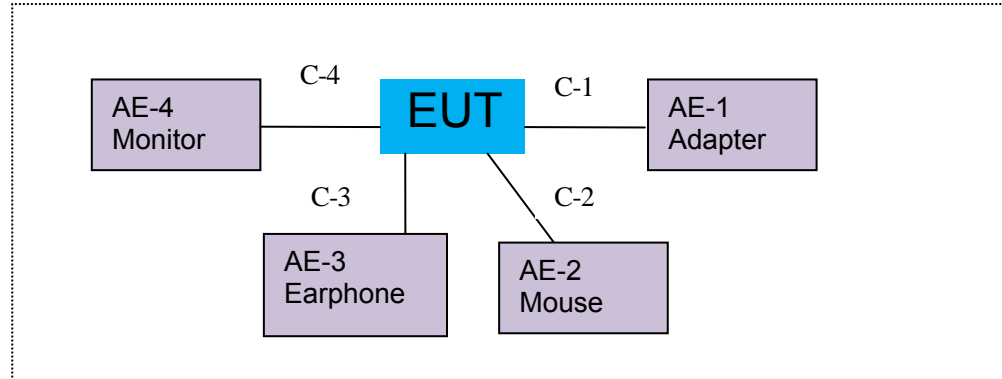 C-4
EUT
C-1
AE-4
Monitor
AE-1
Adapter
C-3
C-2
AE-3
Earphone
AE-2
Mouse